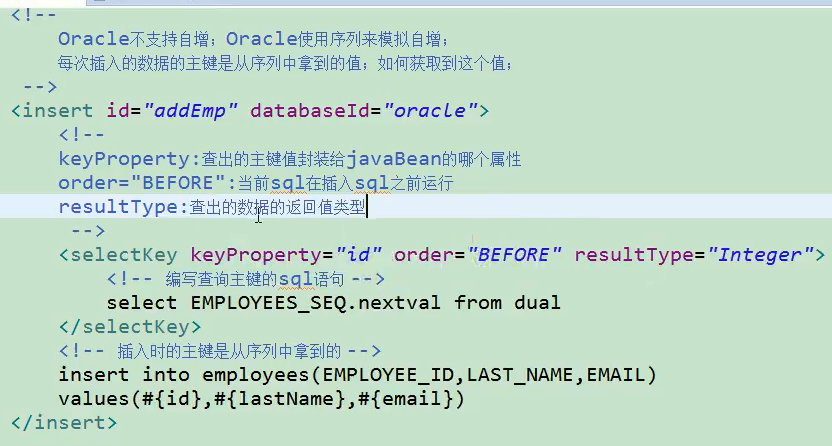 <!--
Oracle不支持自增；Oracle使用序列来模拟自增；
每次插入的数据的主键是从序列中拿到的值；如何获取到这个值；
-->
<insert id="addEmp" databaseId="oracle">
<!--
keyProperty:查出的主键值封装给javaBean的哪个属性
order="BEFORE":当前sql在插入sql之前运行
resultType:查出的数据的返回值类型
-->
<selectKey keyProperty="id" order="BEFORE" resultType="Integer">
<!-- 编写查询主键的sql语句 -->
select EMPLOYEES_SEQ.nextval from dual
</selectKey>
<!-- 插入时的主键是从序列中拿到的 -->
insert into employees(EMPLOYEE_ID,LAST_NAME,EMAIL)
values(#{id},#{lastName},#{email})
</insert>